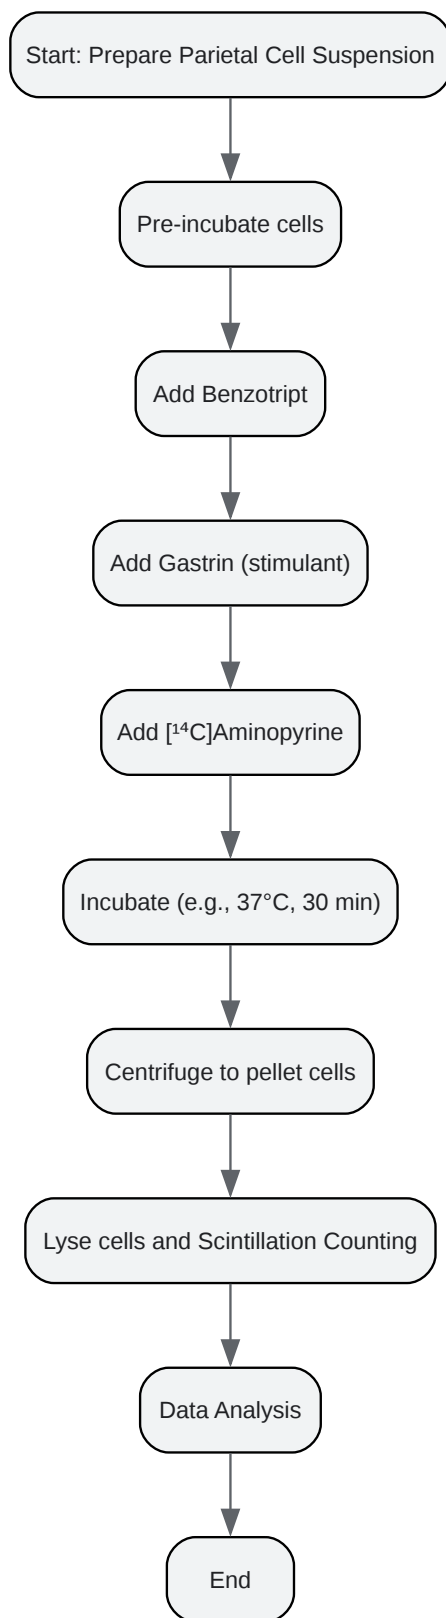 Start: Prepare Parietal Cell Suspension
Pre-incubate cells
Add Benzotript
Add Gastrin (stimulant)
Add [¹⁴C]Aminopyrine
Incubate (e.g., 37°C, 30 min)
Centrifuge to pellet cells
Lyse cells and Scintillation Counting
Data Analysis
End